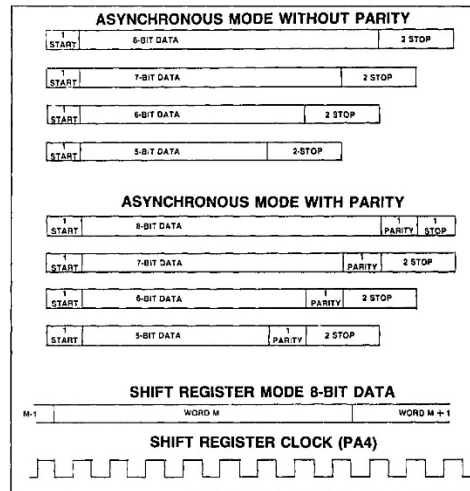 ASYNCHRONOUS MODE WITHOUT PARITY
1 START 8-BIT DATA 2 STOP
1 START 7-BIT DATA 2 STOP
1 START 6-BIT DATA 2 STOP
1 START 5-BIT DATA 2-STOP
ASYNCHRONOUS MODE WITH PARITY
1 START 8-BIT DATA 1 PARITY 1 STOP
1 START 7-BIT DATA 1 PARITY 2 STOP
1 START 6-BIT DATA 1 PARITY 2 STOP
1 START 5-BIT DATA 1 PARITY 2 STOP
SHIFT REGISTER MODE 8-BIT DATA
M-1 WORD M WORD M + 1
SHIFT REGISTER CLOCK (PA4)